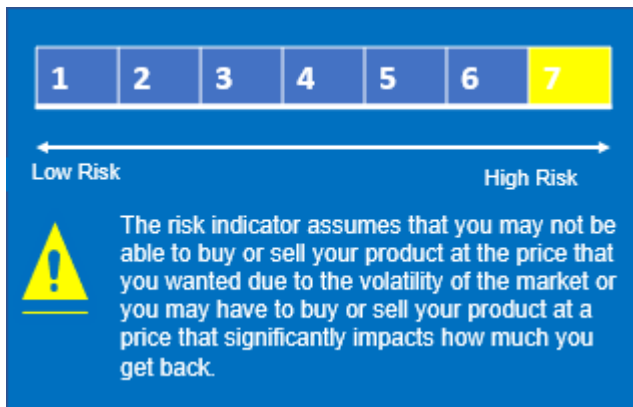 1 2 3 4 5 6 7
Low Risk High Risk
!
The risk indicator assumes that you may not be
able to buy or sell your product at the price that
you wanted due to the volatility of the market or
you may have to buy or sell your product at a
price that significantly impacts how much you
get back.